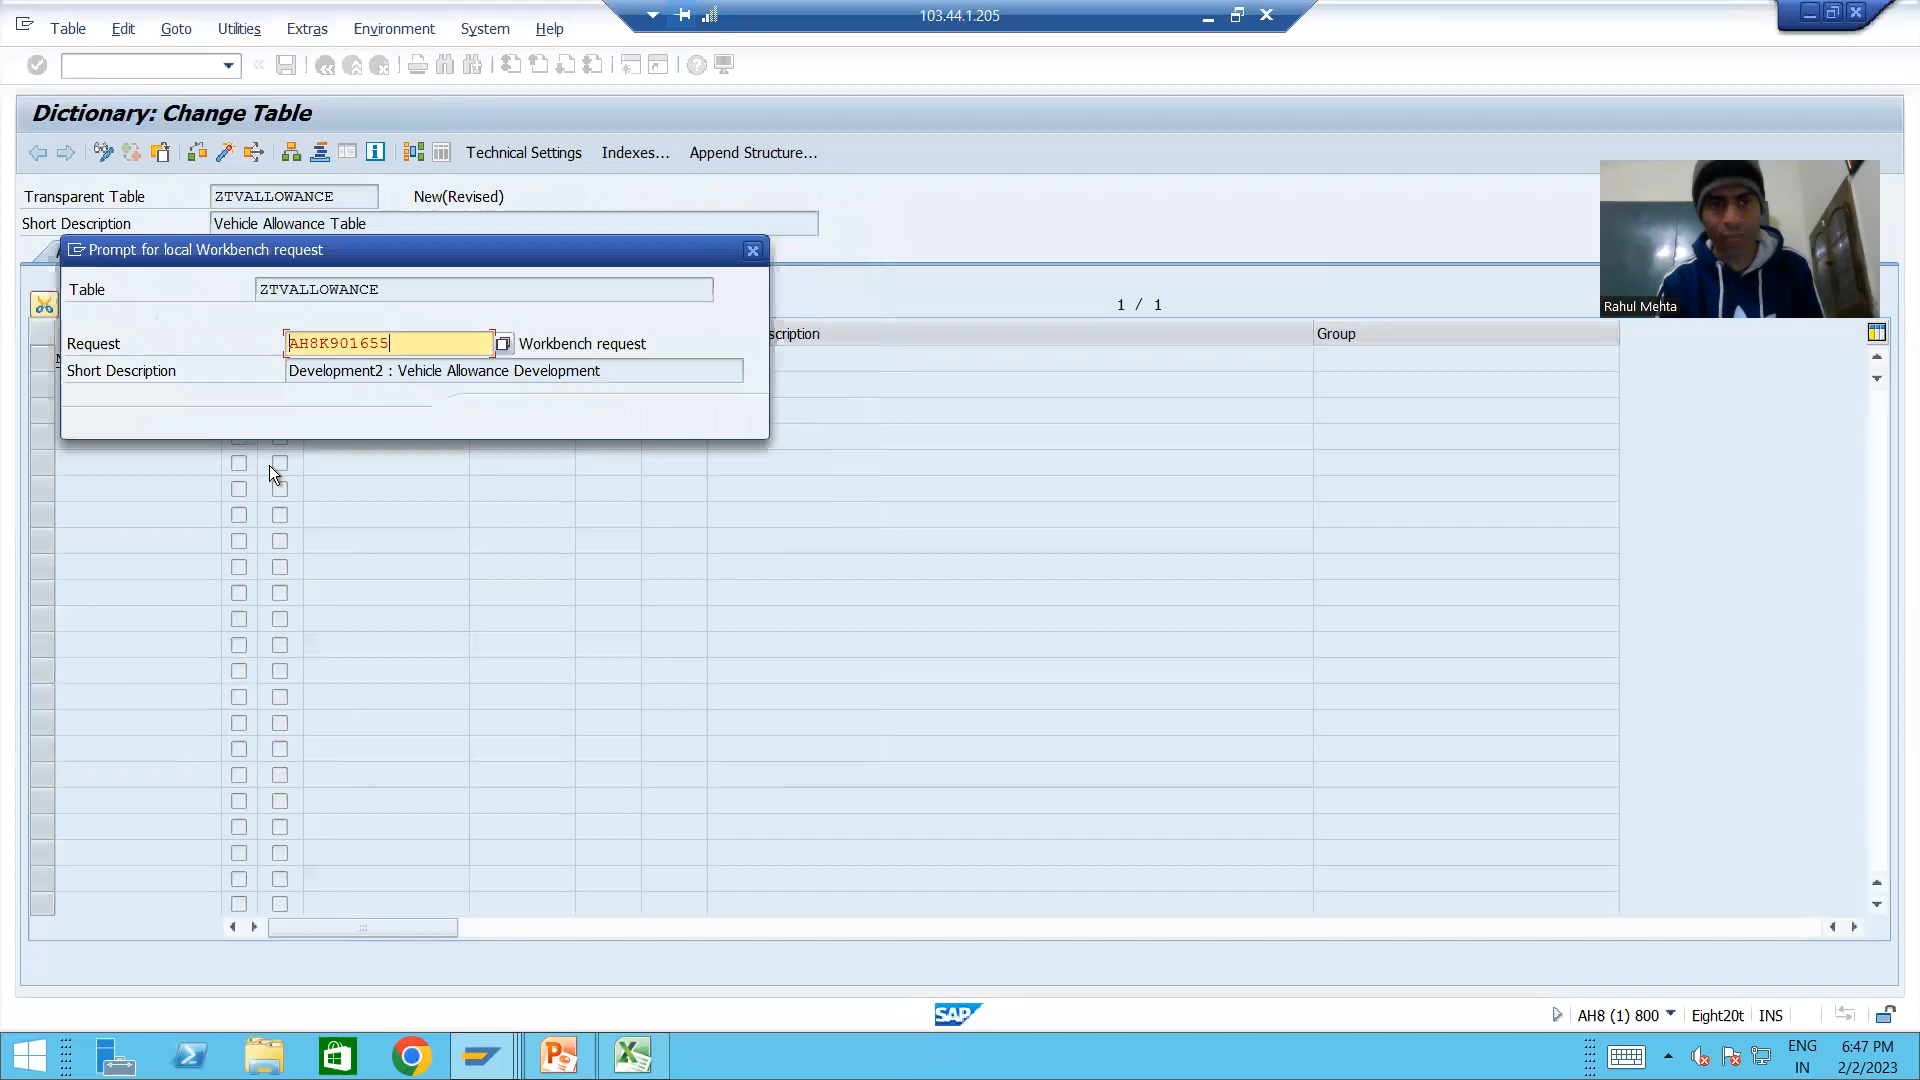 103.44.1.205
Table Edit Goto Utilities Extras Environment System Help
Dictionary: Change Table
Technical Settings Indexes... Append Structure...
Transparent Table ZTVALLOWANCE New(Revised)
Short Description Vehicle Allowance Table
Prompt for local Workbench request
Table ZTVALLOWANCE
1 / 1
Rahul Mehta
Request AH8K901655 Workbench request
scription Group
Short Description Development2 : Vehicle Allowance Development
SAP
AH8 (1) 800 Eight20t INS
ENG 6:47 PM
IN 2/2/2023